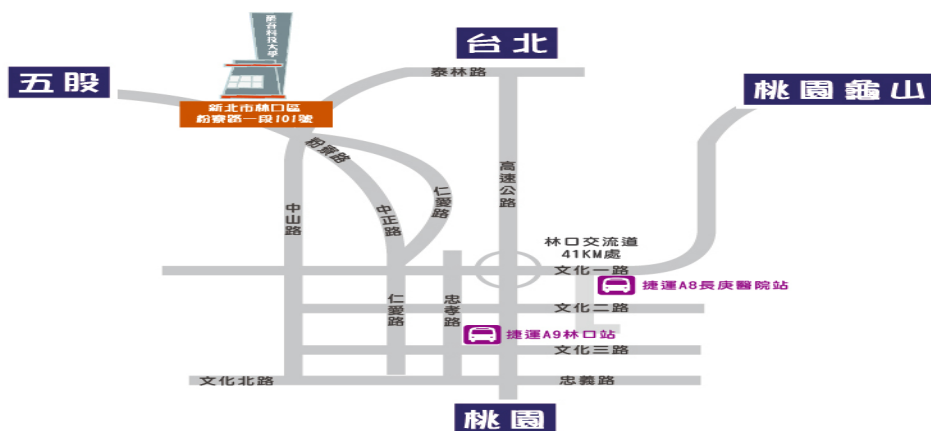 台北
五股
桃園龜山
新北市林口區
粉寮路一段101號
泰林路
粉寮路
仁愛路
高速公路
中山路
中正路
林口交流道
41KM處
文化一路
捷運A8長庚醫院站
仁愛路
忠孝路
文化二路
捷運A9林口站
文化三路
文化北路
忠義路
桃園